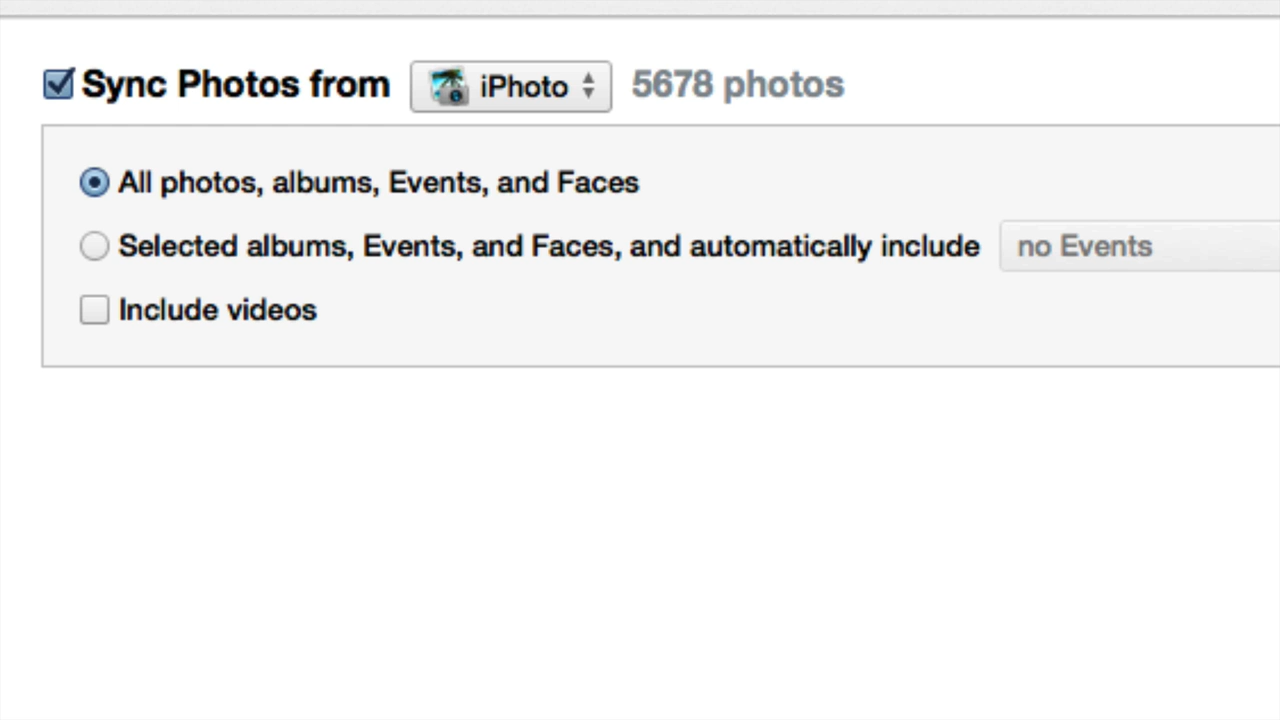 Sync Photos from iPhoto 5678 photos
All photos, albums, Events, and Faces
Selected albums, Events, and Faces, and automatically include no Events
Include videos